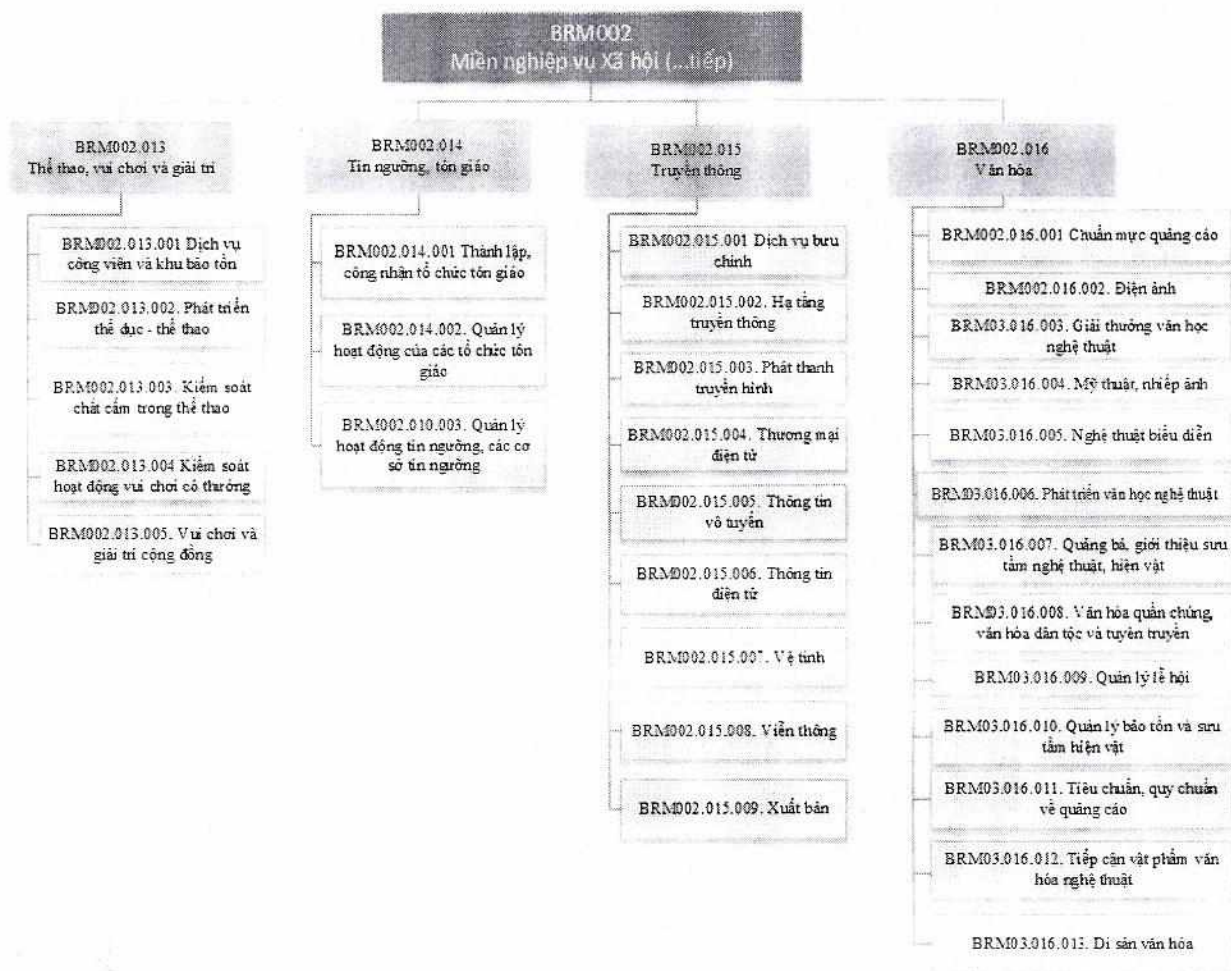 BRM002
Miền nghiệp vụ Xã hội (...tiếp)
BRM002.013
Thể thao, vui chơi và giải trí
BRM002.013.001 Dịch vụ
công viên và khu bảo tồn
BRM002.013.002. Phát triển
thể dục - thể thao
BRM002.013.003. Kiểm soát
chất cấm trong thể thao
BRM002.013.004 Kiểm soát
hoạt động vui chơi có thưởng
BRM002.013.005. Vui chơi và
giải trí cộng đồng
BRM002.014
Tín ngưỡng, tôn giáo
BRM002.014.001 Thành lập,
công nhận tổ chức tôn giáo
BRM002.014.002. Quản lý
hoạt động của các tổ chức tôn
giáo
BRM002.010.003. Quản lý
hoạt động tín ngưỡng, các cơ
sở tín ngưỡng
BRM002.015
Truyền thông
BRM002.015.001 Dịch vụ bưu
chính
BRM002.015.002. Hạ tầng
truyền thông
BRM002.015.003. Phát thanh
truyền hình
BRM002.015.004. Thương mại
điện tử
BRM002.015.005. Thông tin
vô tuyến
BRM002.015.006. Thông tin
điện tử
BRM002.015.007. Vệ tinh
BRM002.015.008. Viễn thông
BRM002.015.009. Xuất bản
BRM002.016
Văn hóa
BRM002.016.001 Chuẩn mực quảng cáo
BRM002.016.002. Điện ảnh
BRM03.016.003. Giải thưởng văn học
nghệ thuật
BRM03.016.004. Mỹ thuật, nhiếp ảnh
BRM03.016.005. Nghệ thuật biểu diễn
BRM03.016.006. Phát triển văn học nghệ thuật
BRM03.016.007. Quảng bá, giới thiệu sưu
tầm nghệ thuật, hiện vật
BRM03.016.008. Văn hóa quần chúng,
văn hóa dân tộc và tuyên truyền
BRM03.016.009. Quản lý lễ hội
BRM03.016.010. Quản lý bảo tồn và sưu
tầm hiện vật
BRM03.016.011. Tiêu chuẩn, quy chuẩn
về quảng cáo
BRM03.016.012. Tiếp cận vật phẩm văn
hóa nghệ thuật
BRM03.016.013. Di sản văn hóa